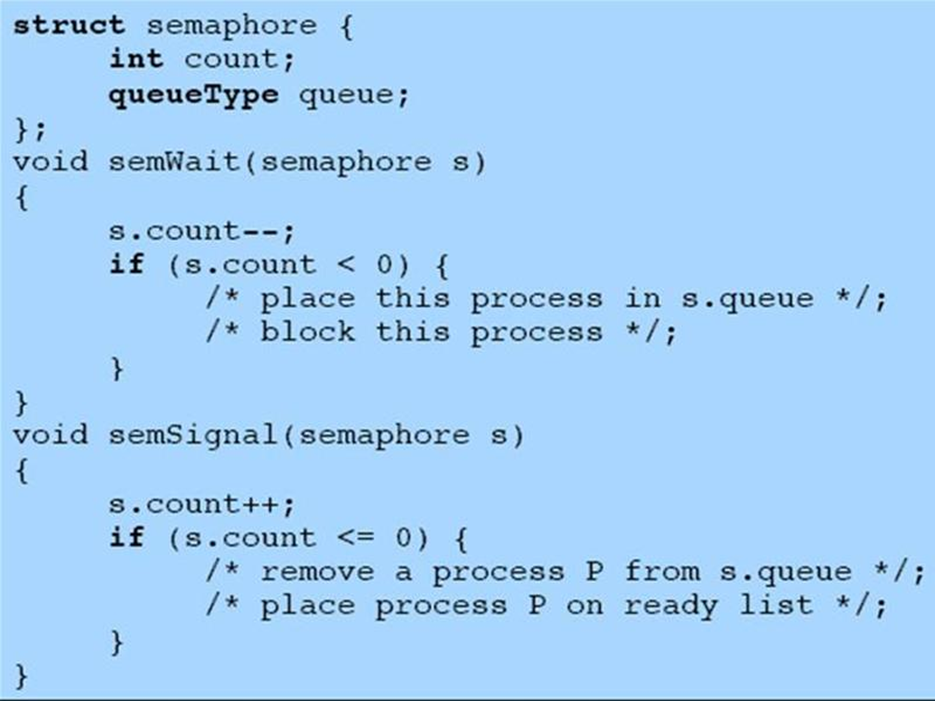 struct semaphore {
int count;
queueType queue;
};
void semWait(semaphore s)
{
s.count--;
if (s.count < 0) {
/* place this process in s.queue */;
/* block this process */;
}
}
void semSignal(semaphore s)
{
s.count++;
if (s.count <= 0) {
/* remove a process P from s.queue */;
/* place process P on ready list */;
}
}